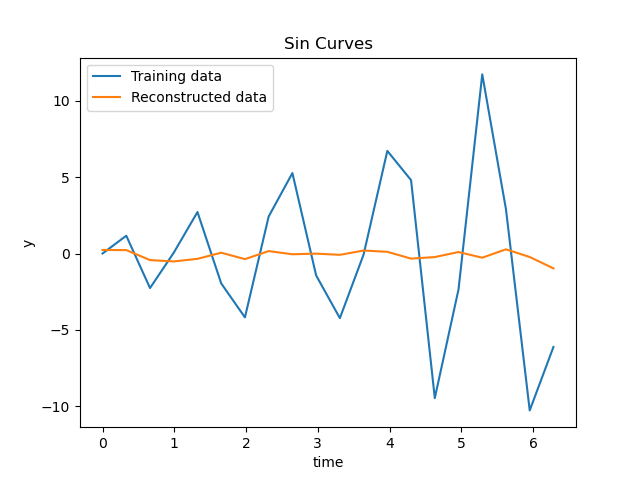 Sin Curves
Training data
Reconstructed data
10
5
0
−5
−10
y
0 1 2 3 4 5 6
time